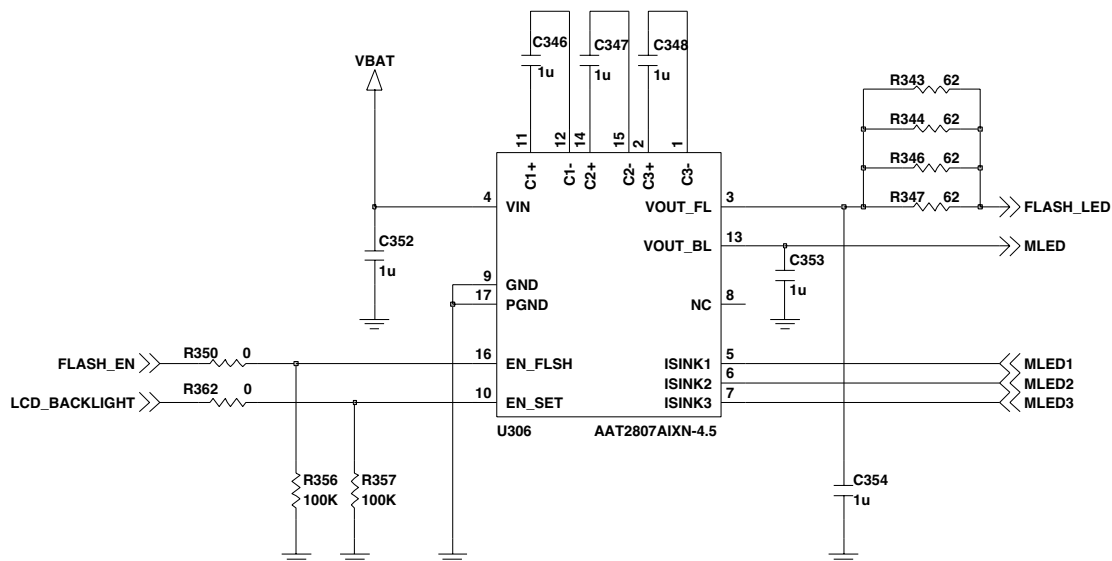 C346
1u
C347
1u
C348
1u
VBAT
11
12
14
15
2
1
C1+
C1-
C2+
C2-
C3+
C3-
R343 62
R344 62
R346 62
R347 62
4
VIN
VOUT_FL
3
FLASH_LED
C352
1u
VOUT_BL
13
MLED
C353
1u
9
GND
17
PGND
NC
8
FLASH_EN
R350 0
16
EN_FLSH
ISINK1
5
MLED1
ISINK2
6
MLED2
LCD_BACKLIGHT
R362 0
10
EN_SET
ISINK3
7
MLED3
U306
AAT2807AIXN-4.5
R356
100K
R357
100K
C354
1u